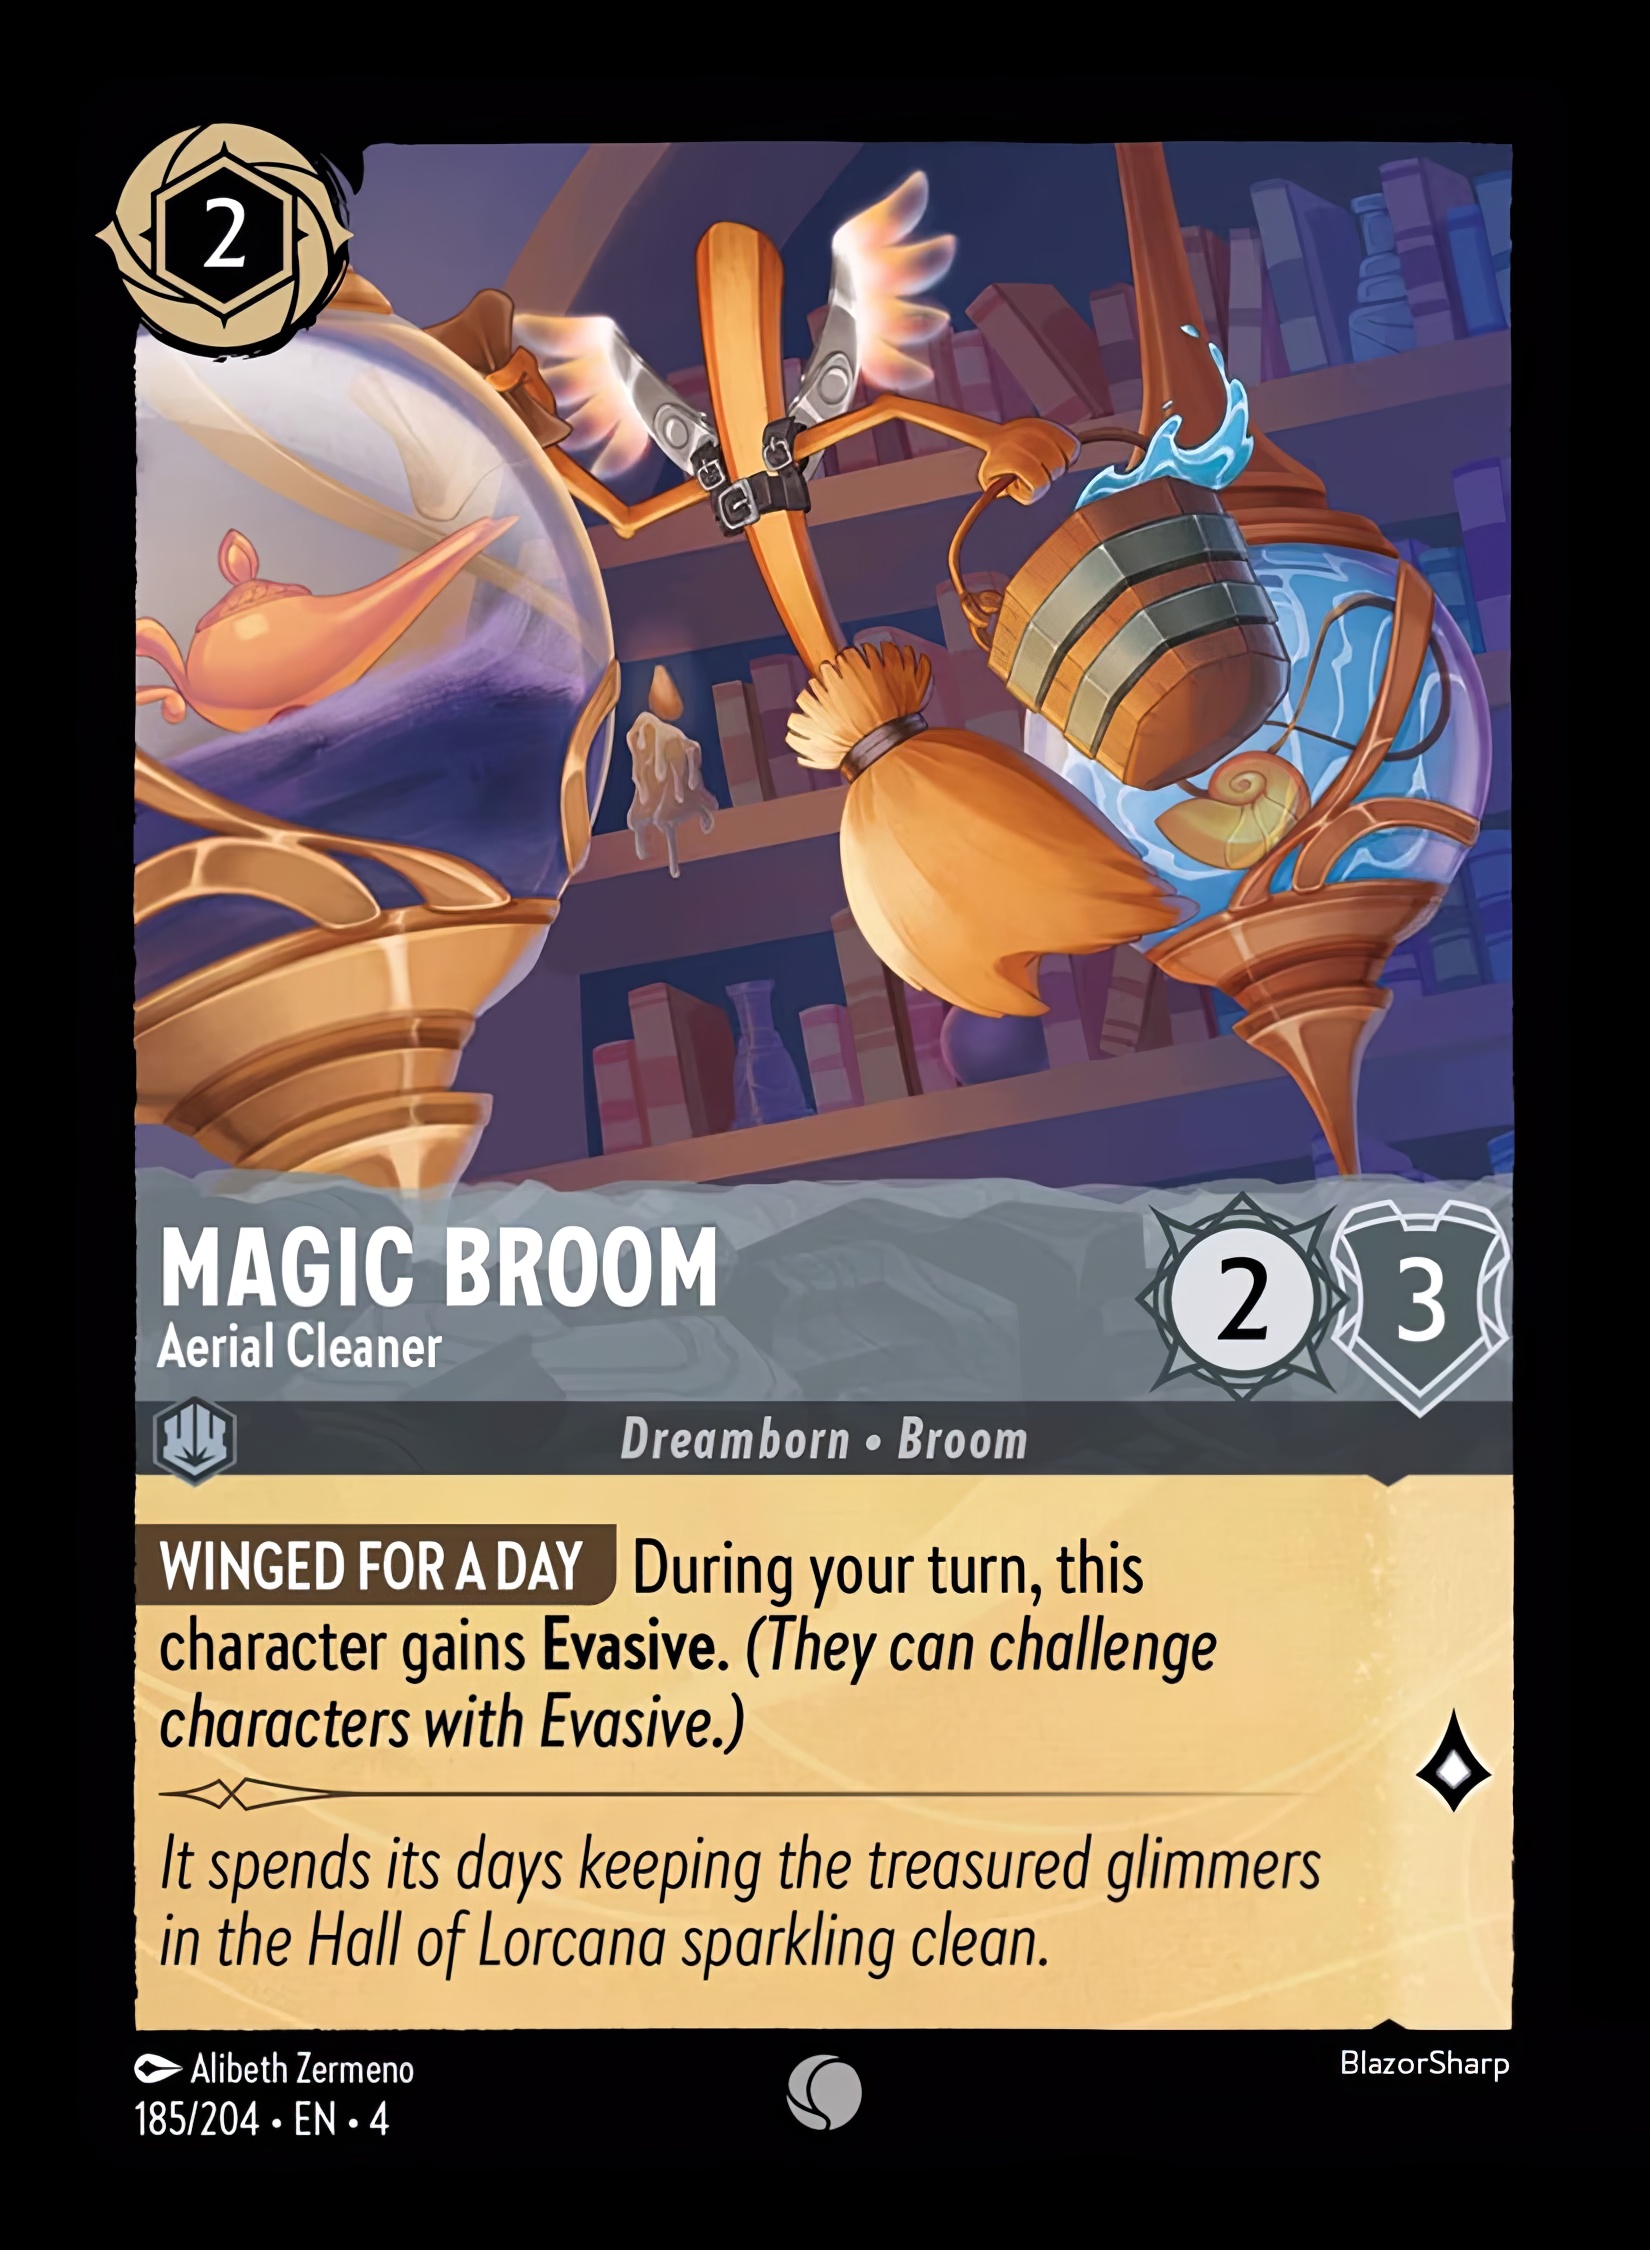 2
MAGIC BROOM
Aerial Cleaner
2 3
Dreamborn • Broom
WINGED FOR A DAY During your turn, this
character gains Evasive. (They can challenge
characters with Evasive.)
It spends its days keeping the treasured glimmers
in the Hall of Lorcana sparkling clean.
Alibeth Zermeno
BlazorSharp
185/204 • EN • 4